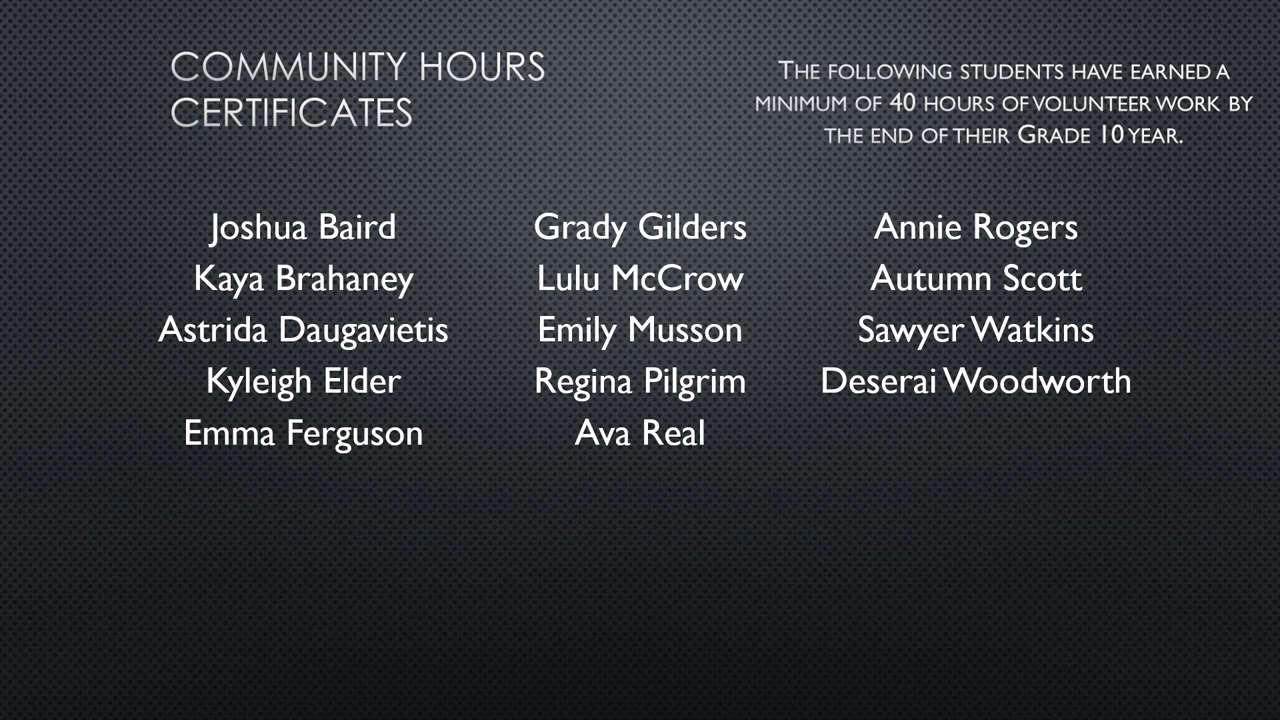 COMMUNITY HOURS
CERTIFICATES
THE FOLLOWING STUDENTS HAVE EARNED A
MINIMUM OF 40 HOURS OF VOLUNTEER WORK BY
THE END OF THEIR GRADE 10 YEAR.
Joshua Baird
Kaya Brahaney
Astrida Daugavietis
Kyleigh Elder
Emma Ferguson
Grady Gilders
Lulu McCrow
Emily Musson
Regina Pilgrim
Ava Real
Annie Rogers
Autumn Scott
Sawyer Watkins
Deserai Woodworth